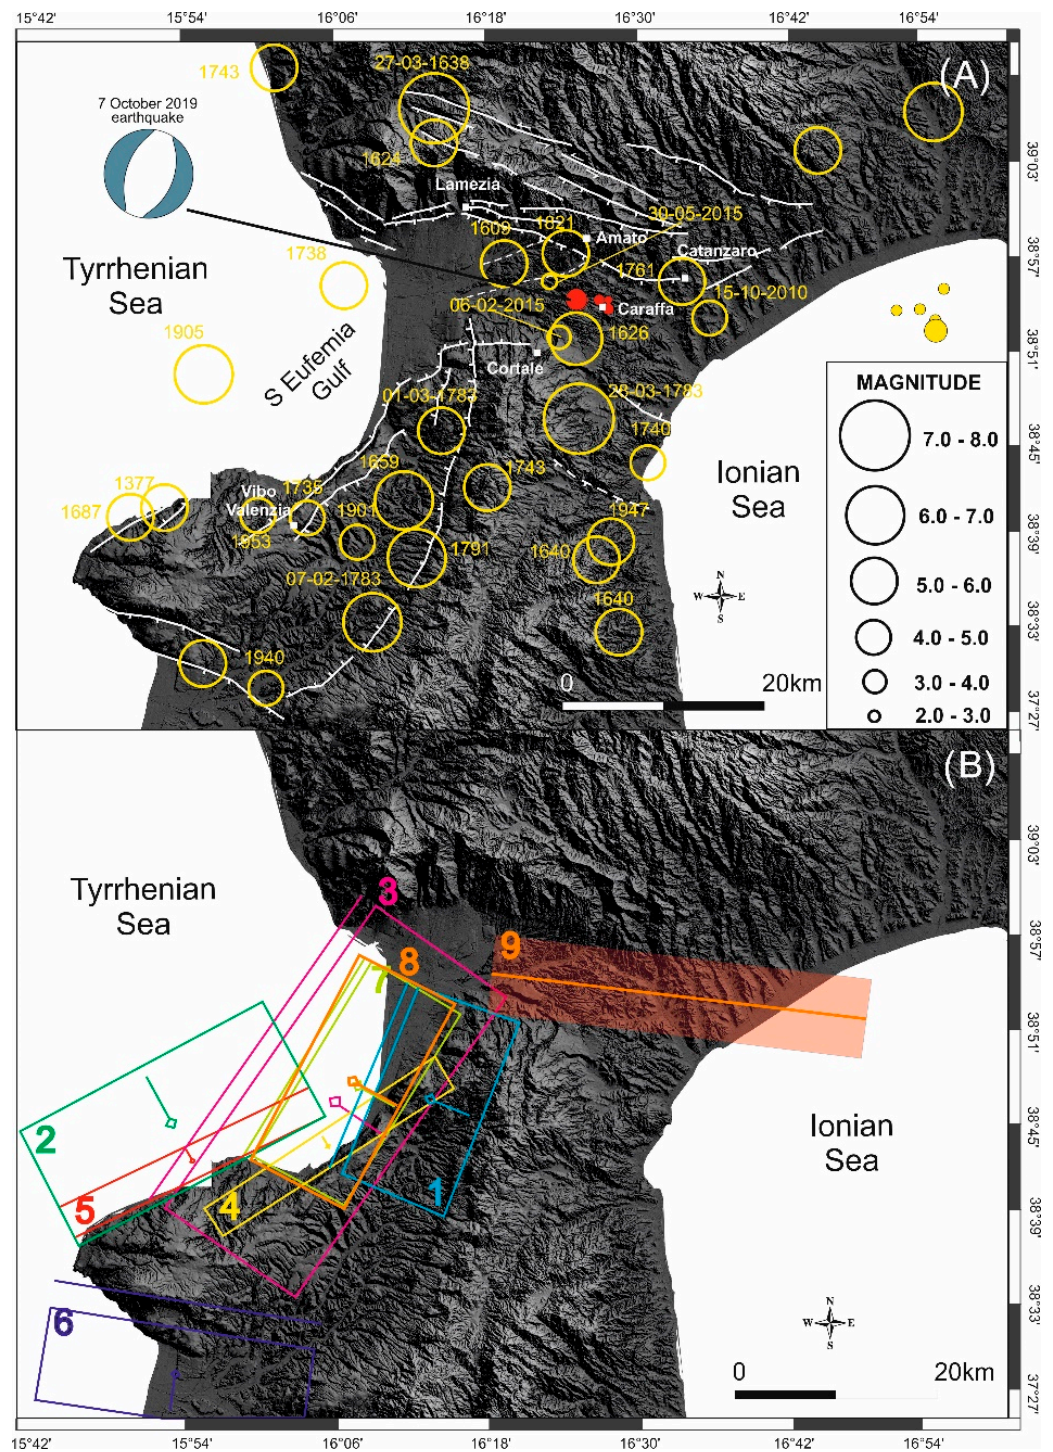 15°42'
15°54'
16°06'
16°18'
16°30'
16°42'
16°54'
(A)
1743
27-03-1638
7 October 2019
earthquake
1624
39°03'
Lamezia
30-05-2015
1609
1821
Amato
Catanzaro
38°57'
Tyrrhenian
Sea
1738
1761
15-10-2010
06-02-2015
Caraffa
1626
1905
S Eufemia
Gulf
Cortale
38°51'
MAGNITUDE
01-03-1783
28-03-1783
7.0 - 8.0
1740
38°45'
1659
1743
Ionian
Sea
1377
Vibo
Valenzia
1735
1687
1901
1947
6.0 - 7.0
1953
38°39'
1791
1640
07-02-1783
5.0 - 6.0
N
W
E
S
1640
38°33'
4.0 - 5.0
1940
0
20km
3.0 - 4.0
37°27'
2.0 - 3.0
(B)
39°03'
Tyrrhenian
Sea
3
38°57'
9
8
7
38°51'
2
Ionian
Sea
38°45'
1
4
5
38°39'
6
N
W
E
S
38°33'
0
20km
37°27'
15°42'
15°54'
16°06'
16°18'
16°30'
16°42'
16°54'